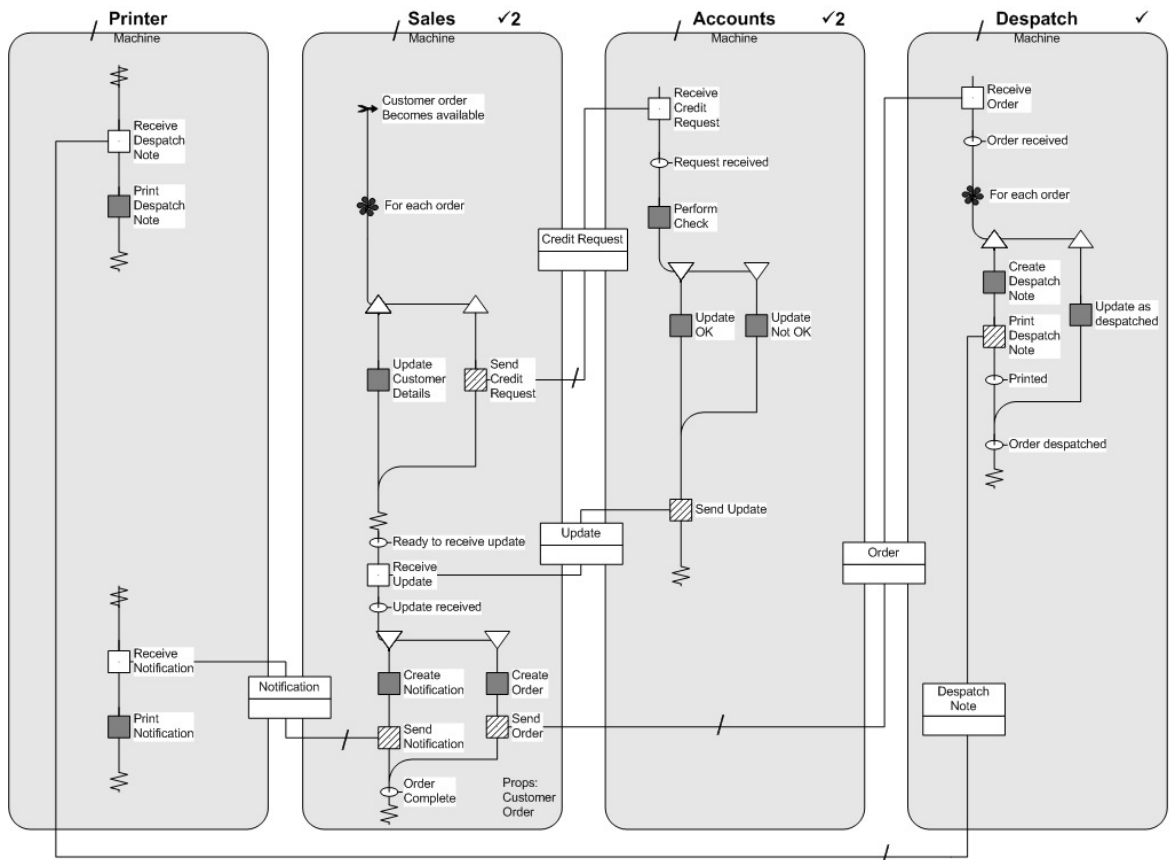 Printer
Machine
Receive
Despatch
Note
Print
Despatch
Note
Receive
Notification
Print
Notification
Notification
Sales ✓2
Machine
Customer order
Becomes available
For each order
Update
Customer
Details
Send
Credit
Request
Ready to receive update
Receive
Update
Update received
Create
Notification
Create
Order
Send
Notification
Send
Order
Order
Complete
Props:
Customer
Order
Credit Request
Update
Accounts ✓2
Machine
Receive
Credit
Request
Request received
Perform
Check
Update
OK
Update
Not OK
Send Update
Order
Despatch ✓
Machine
Receive
Order
Order received
For each order
Create
Despatch
Note
Update as
despatched
Print
Despatch
Note
Printed
Order despatched
Despatch
Note